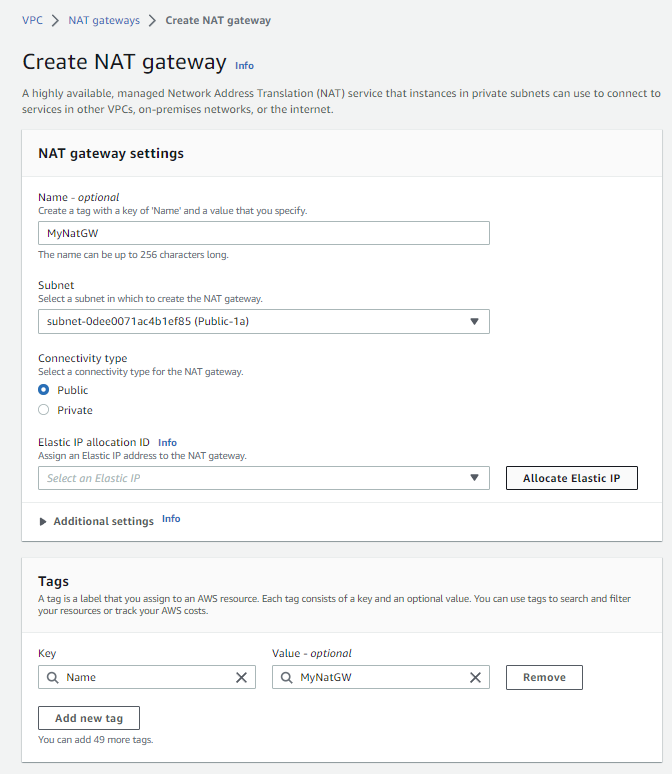 VPC > NAT gateways > Create NAT gateway
Create NAT gateway Info
A highly available, managed Network Address Translation (NAT) service that instances in private subnets can use to connect to
services in other VPCs, on-premises networks, or the internet.
NAT gateway settings
Name - optional
Create a tag with a key of 'Name' and a value that you specify.
MyNatGW
The name can be up to 256 characters long.
Subnet
Select a subnet in which to create the NAT gateway.
subnet-0dee0071ac4b1ef85 (Public-1a)
Connectivity type
Select a connectivity type for the NAT gateway.
Public
Private
Elastic IP allocation ID Info
Assign an Elastic IP address to the NAT gateway.
Select an Elastic IP Allocate Elastic IP
Additional settings Info
Tags
A tag is a label that you assign to an AWS resource. Each tag consists of a key and an optional value. You can use tags to search and filter
your resources or track your AWS costs.
Key Value - optional
Name MyNatGW Remove
Add new tag
You can add 49 more tags.